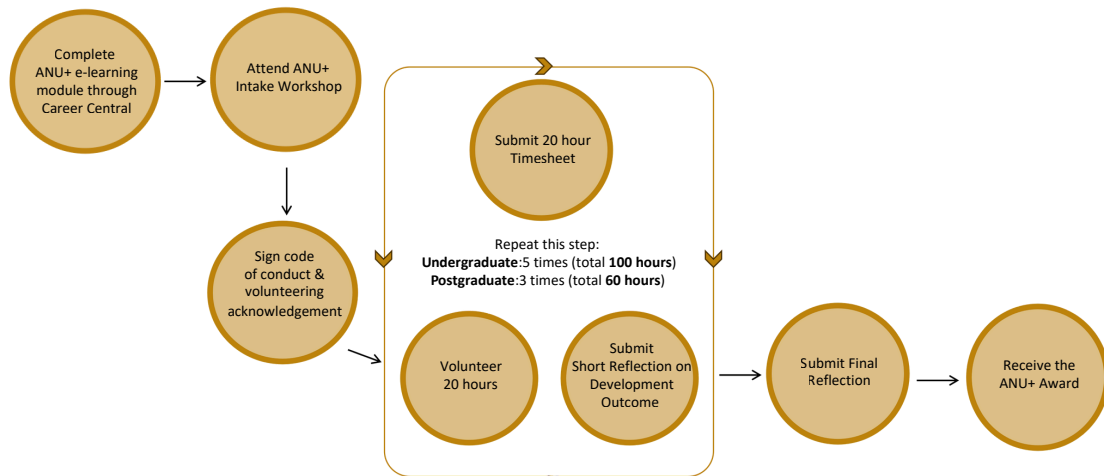 Complete
ANU+ e-learning
module through
Career Central
Attend ANU+
Intake Workshop
Sign code
of conduct &
volunteering
acknowledgement
Submit 20 hour
Timesheet
Repeat this step:
Undergraduate:5 times (total 100 hours)
Postgraduate:3 times (total 60 hours)
Volunteer
20 hours
Submit
Short Reflection on
Development
Outcome
Submit Final
Reflection
Receive the
ANU+ Award